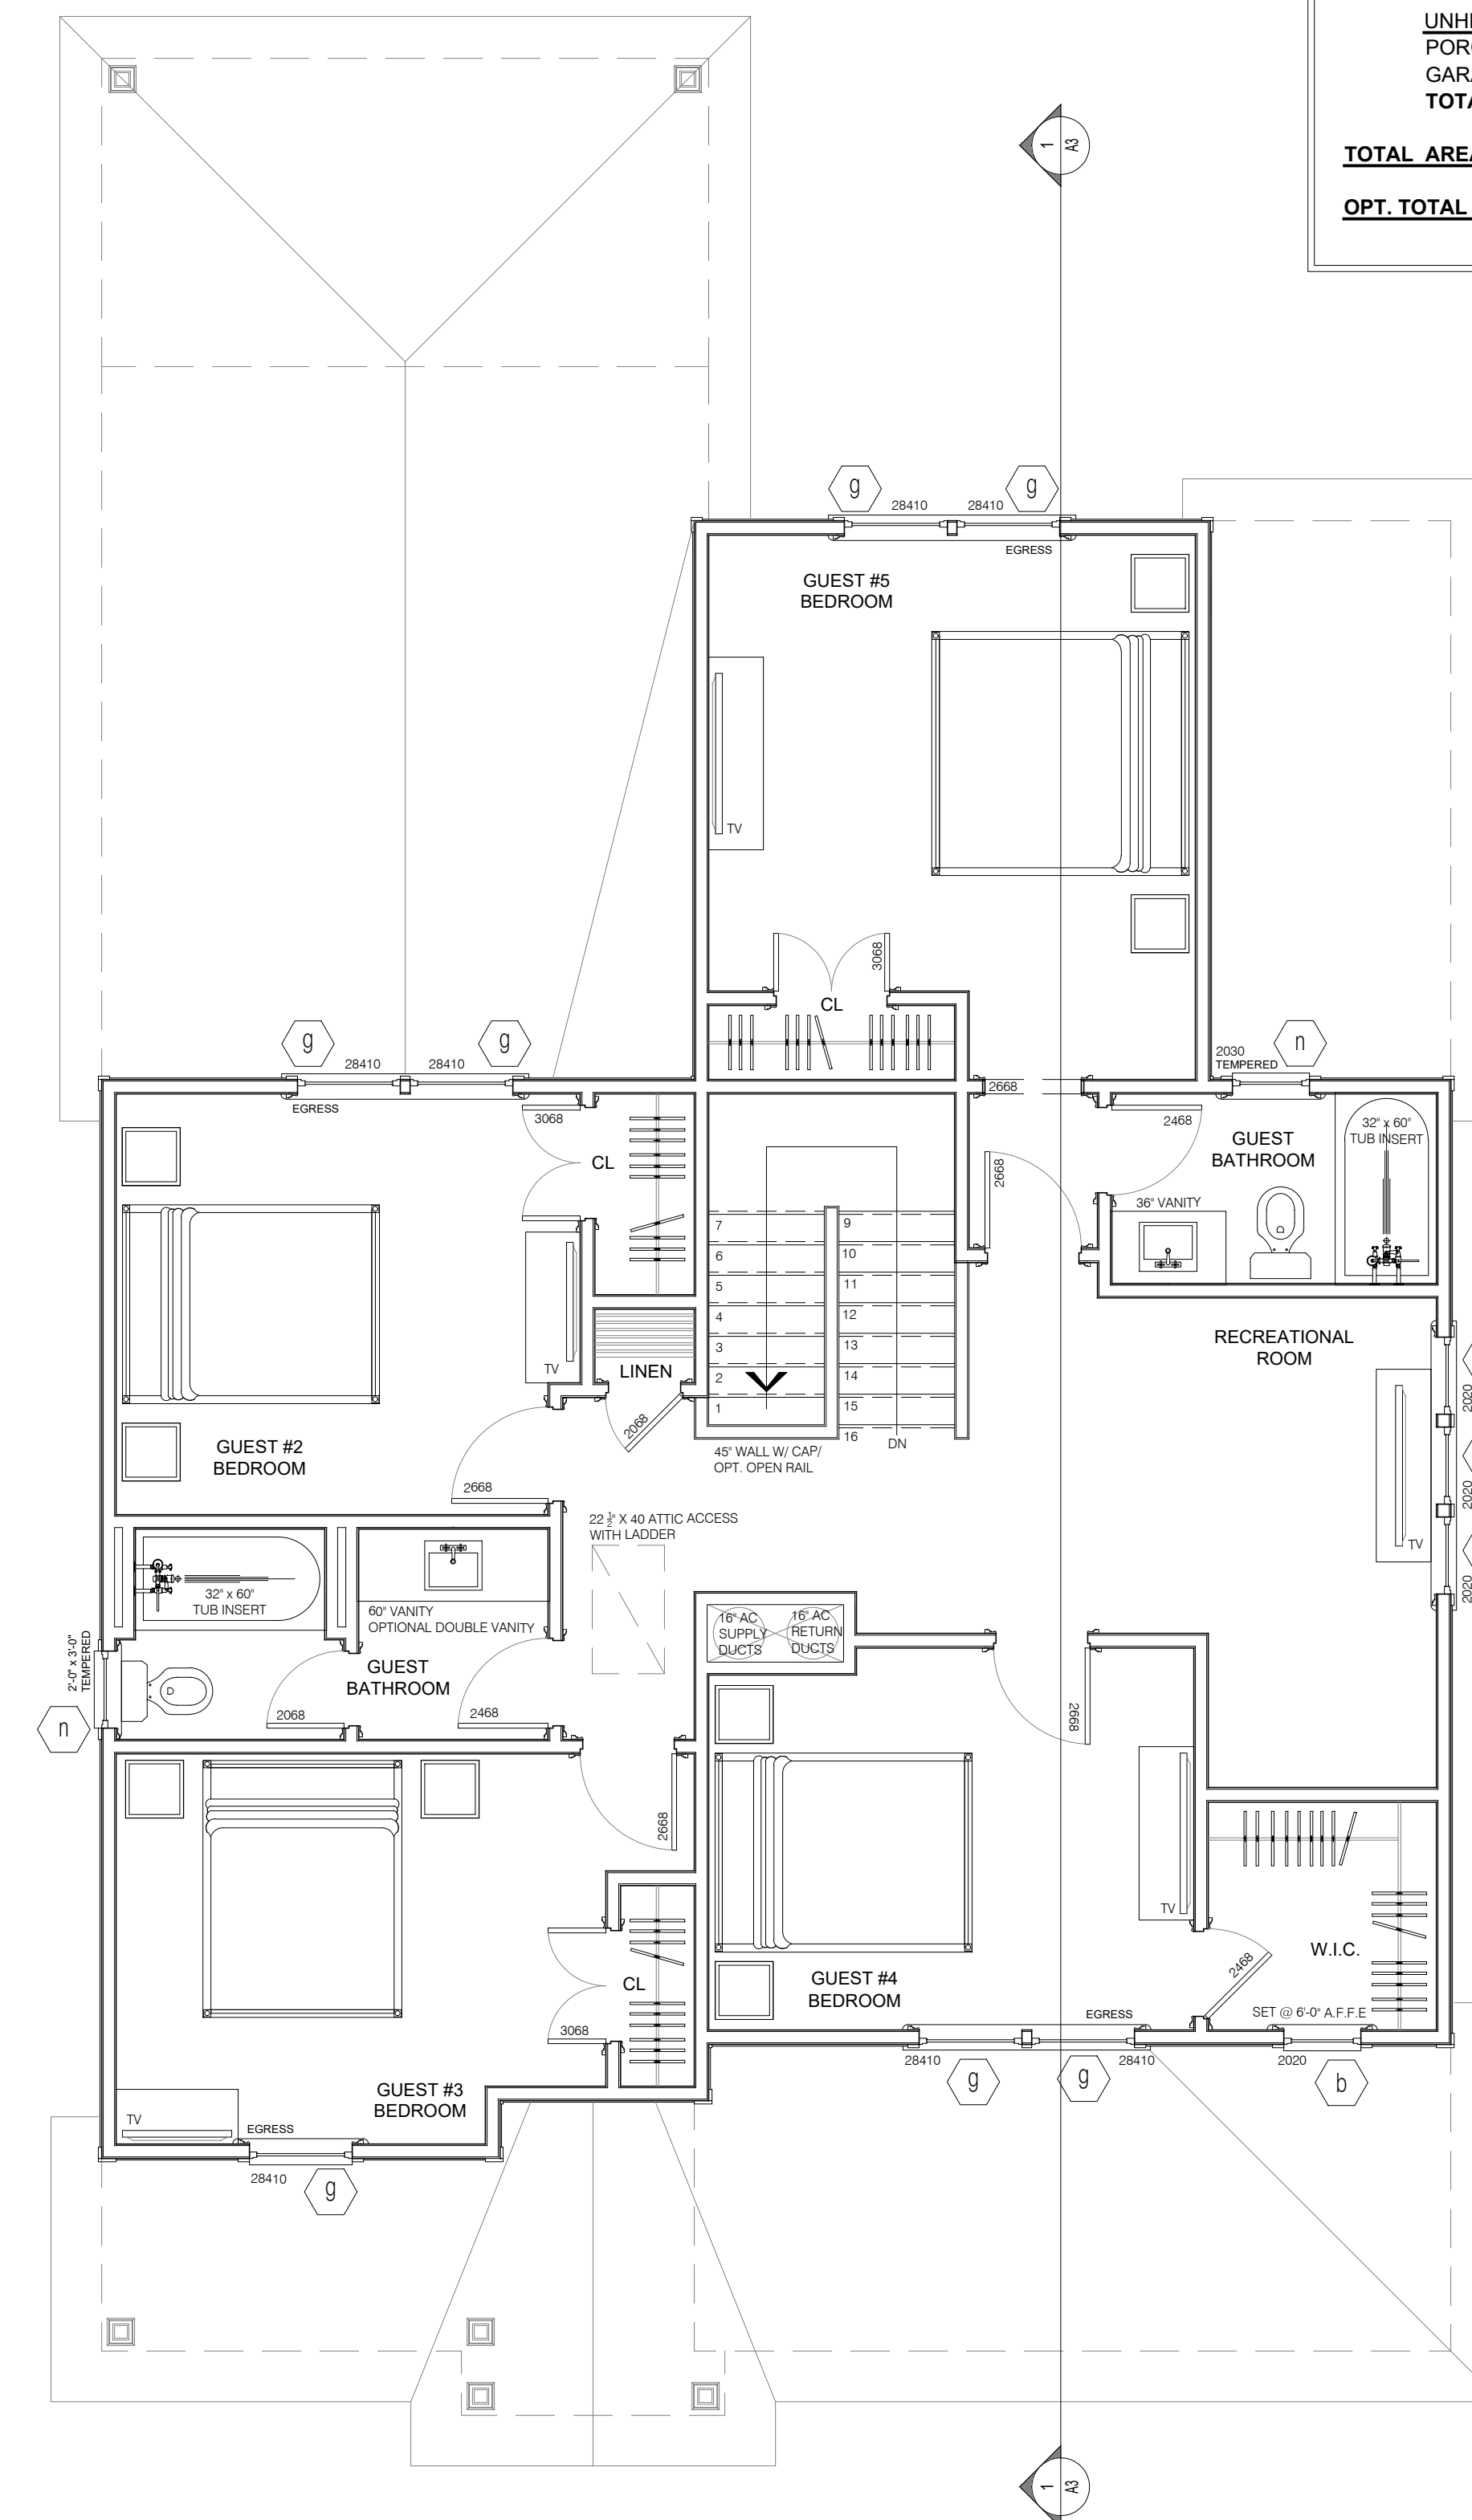 UNH
PORC
GARA
TOTA
TOTAL AREA
OPT. TOTAL
1
A3
g
g
28410
28410
EGRESS
GUEST #5
BEDROOM
TV
3068
CL
g
g
28410
28410
EGRESS
2030
TEMPERED
n
2668
3068
CL
2468
GUEST
BATHROOM
32" x 60"
TUB INSERT
2668
36" VANITY
7
6
5
4
3
2
1
9
10
11
12
13
14
15
16
DN
TV
LINEN
2068
RECREATIONAL
ROOM
2020
2020
2020
TV
GUEST #2
BEDROOM
45" WALL W/ CAP/
OPT. OPEN RAIL
2668
22 1/2" X 40 ATTIC ACCESS
WITH LADDER
32" x 60"
TUB INSERT
60" VANITY
OPTIONAL DOUBLE VANITY
16" AC
SUPPLY
DUCTS
16" AC
RETURN
DUCTS
2'-0" x 3'-0"
TEMPERED
n
GUEST
BATHROOM
2068
2468
2668
2668
TV
CL
3068
GUEST #4
BEDROOM
EGRESS
2468
W.I.C.
SET @ 6'-0" A.F.F.E
28410
g
g
28410
2020
b
GUEST #3
BEDROOM
TV
EGRESS
28410
g
1
A3